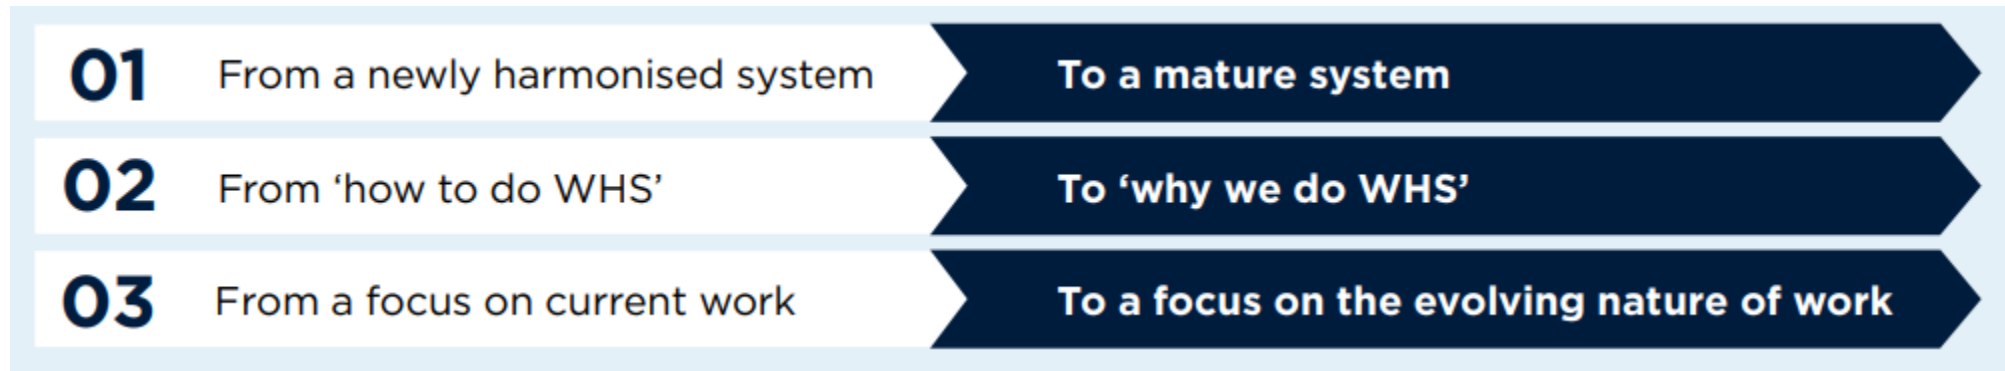 01 From a newly harmonised system To a mature system
02 From ‘how to do WHS’ To ‘why we do WHS’
03 From a focus on current work To a focus on the evolving nature of work